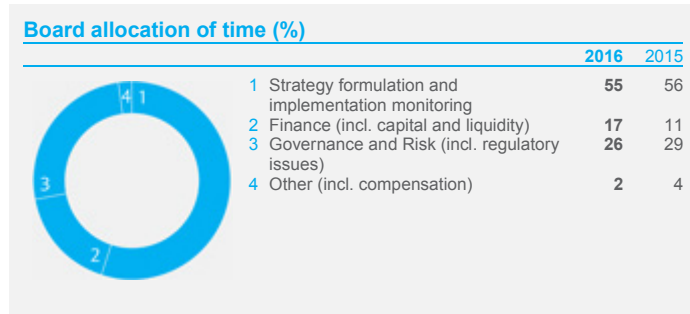 Board allocation of time (%)
2016 2015
4 1
3
2
1 Strategy formulation and
implementation monitoring 55 56
2 Finance (incl. capital and liquidity) 17 11
3 Governance and Risk (incl. regulatory
issues) 26 29
4 Other (incl. compensation) 2 4